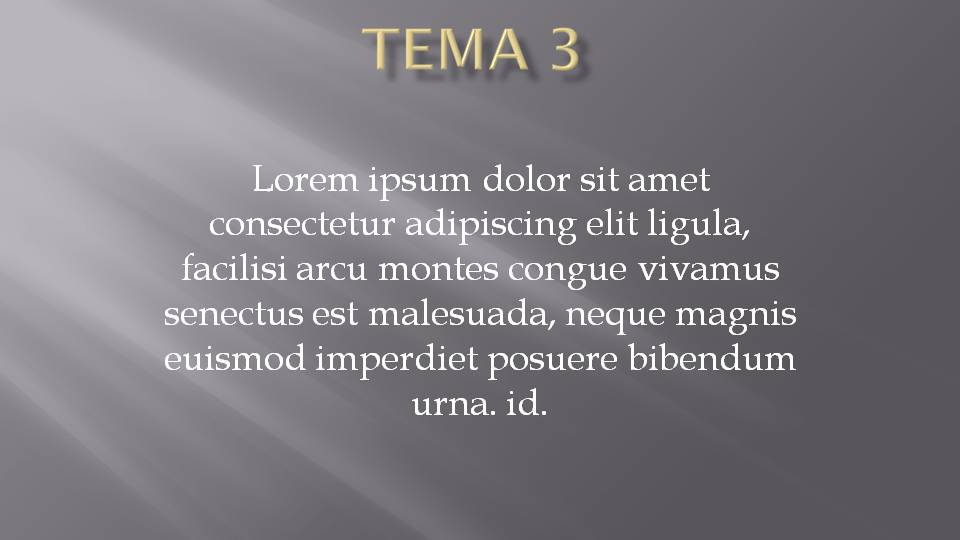 TEMA 3
Lorem ipsum dolor sit amet
consectetur adipiscing elit ligula,
facilisi arcu montes congue vivamus
senectus est malesuada, neque magnis
euismod imperdiet posuere bibendum
urna. id.